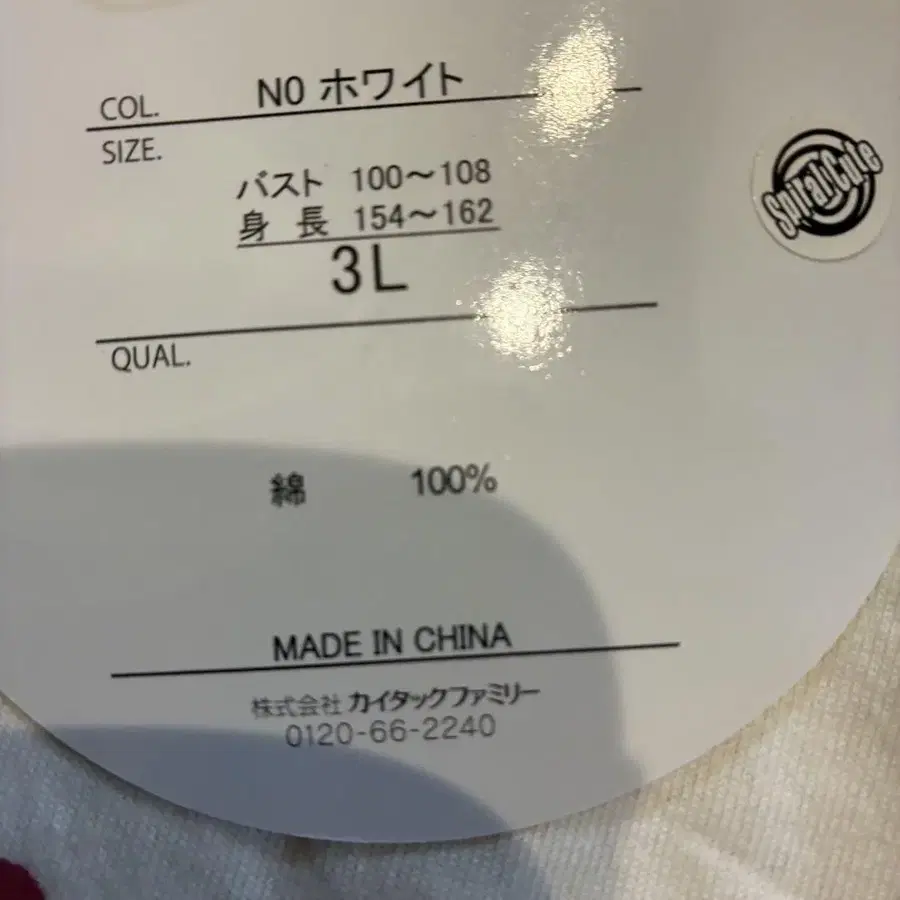 COL. N0 ホワイト
SIZE.
バスト 100～108
身長 154～162
3L
QUAL.
綿 100%
MADE IN CHINA
株式会社 カイタックファミリー
0120-66-2240
Spiral Cute